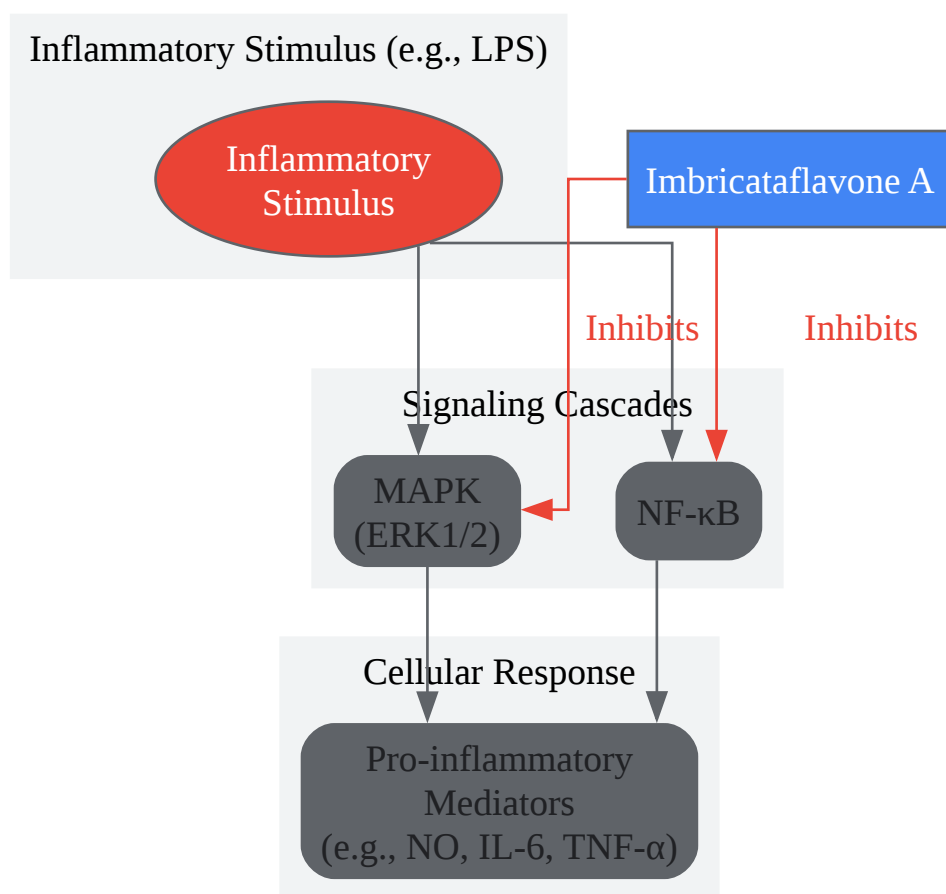 Inflammatory Stimulus (e.g., LPS)
Inflammatory
Stimulus
Imbricataflavone A
Inhibits
Inhibits
Signaling Cascades
MAPK
(ERK1/2)
NF-κB
Cellular Response
Pro-inflammatory
Mediators
(e.g., NO, IL-6, TNF-α)